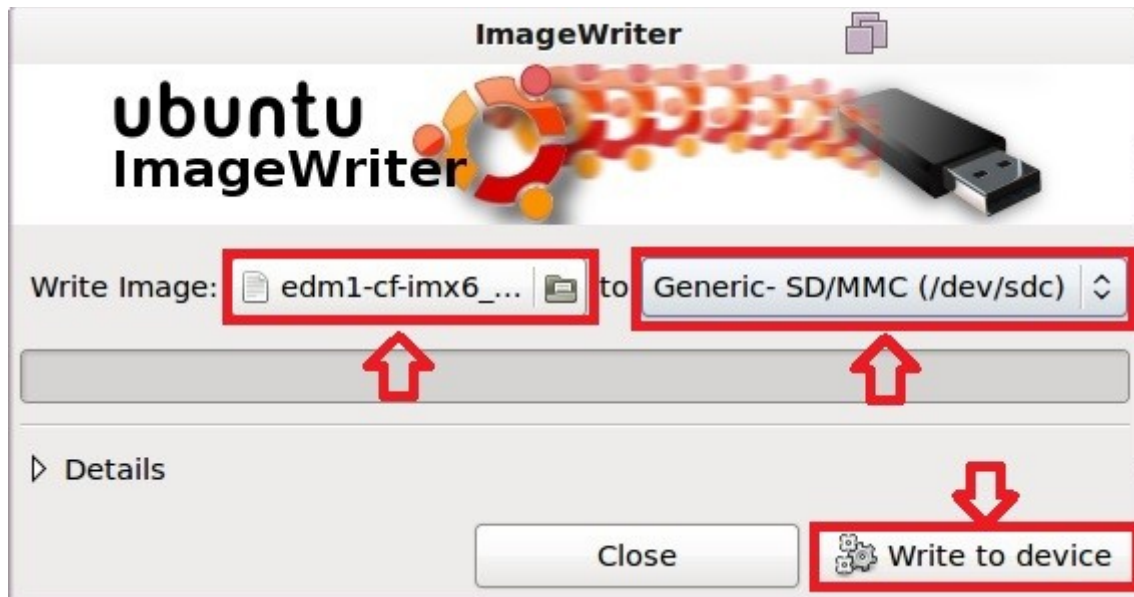 ImageWriter
ubuntu
ImageWriter
Write Image: edm1-cf-imx6_... to Generic- SD/MMC (/dev/sdc)
Details
Close Write to device